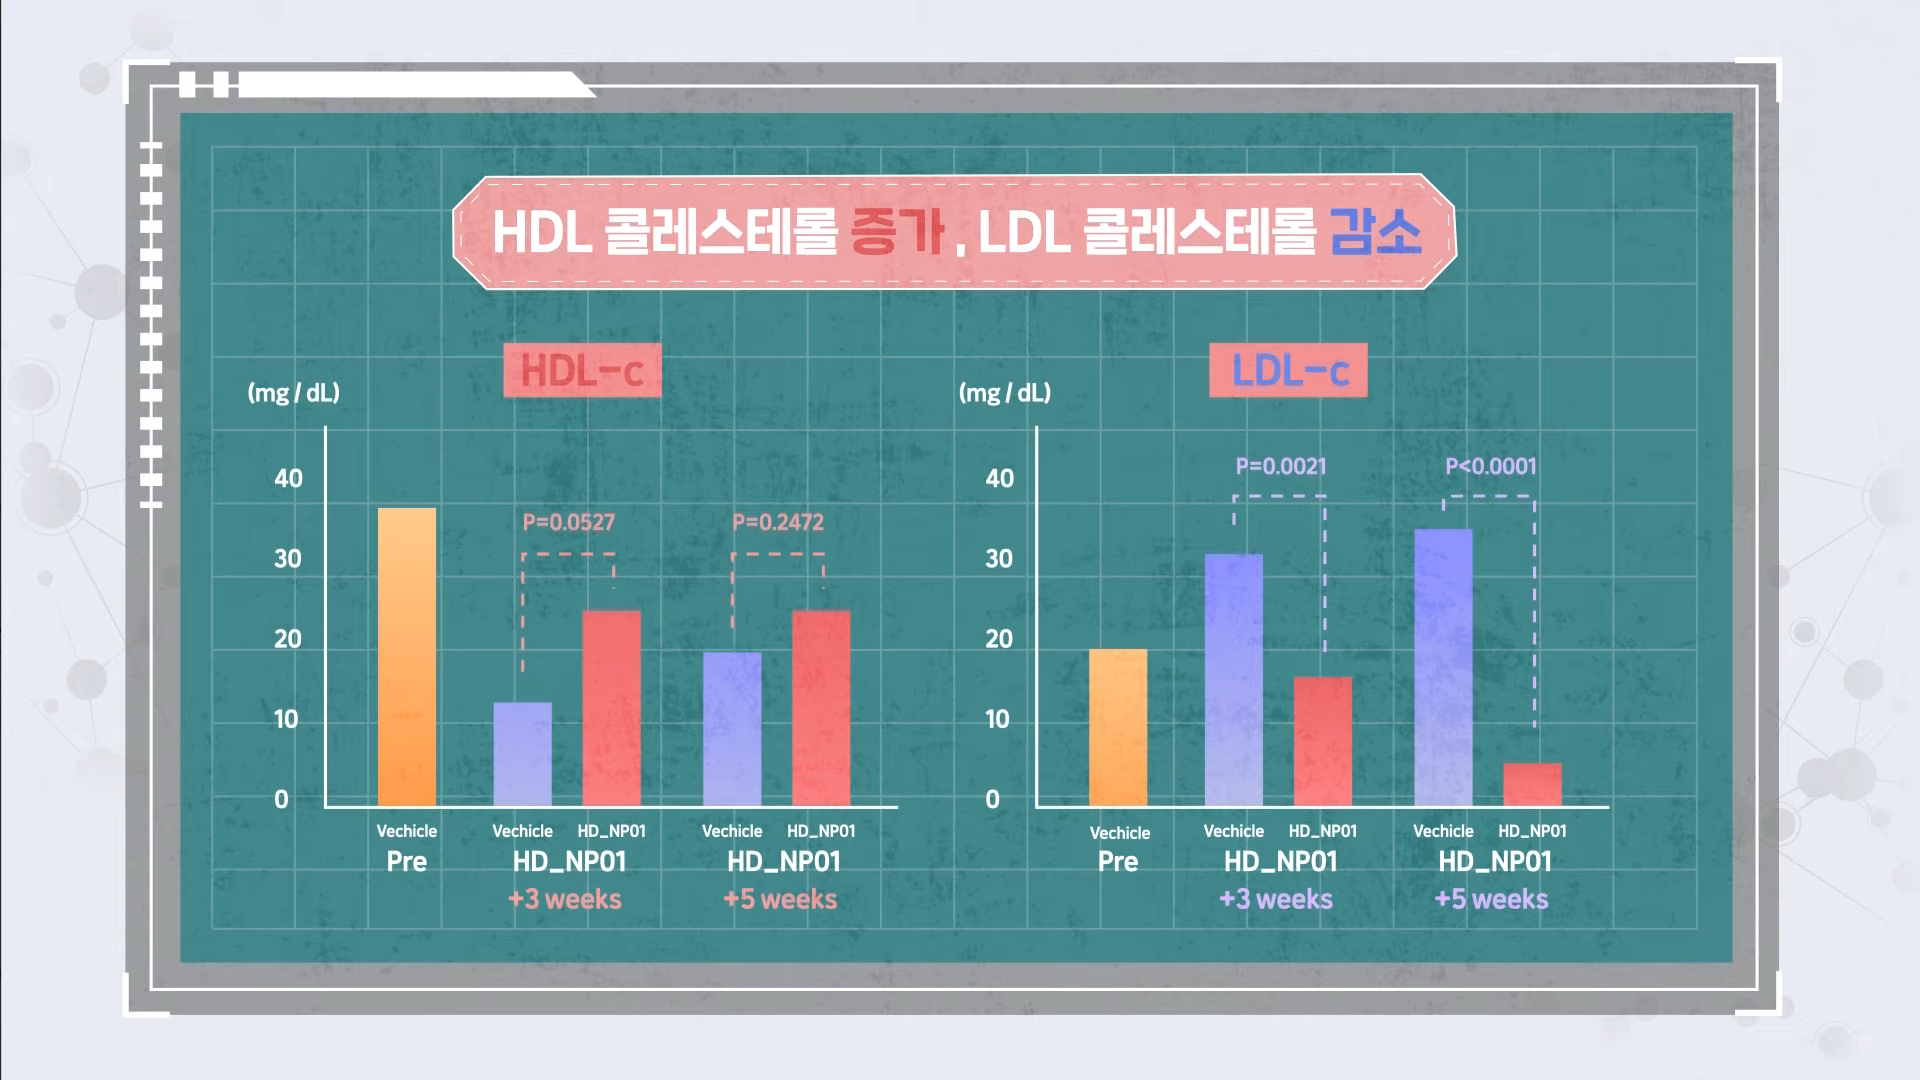 HDL 콜레스테롤 증가, LDL 콜레스테롤 감소
HDL-c
(mg / dL)
40
30
20
10
0
P=0.0527
P=0.2472
Vechicle
Vechicle HD_NP01
Vechicle HD_NP01
Pre
HD_NP01
HD_NP01
+3 weeks
+5 weeks
LDL-c
(mg / dL)
40
30
20
10
0
P=0.0021
P<0.0001
Vechicle
Vechicle HD_NP01
Vechicle HD_NP01
Pre
HD_NP01
HD_NP01
+3 weeks
+5 weeks